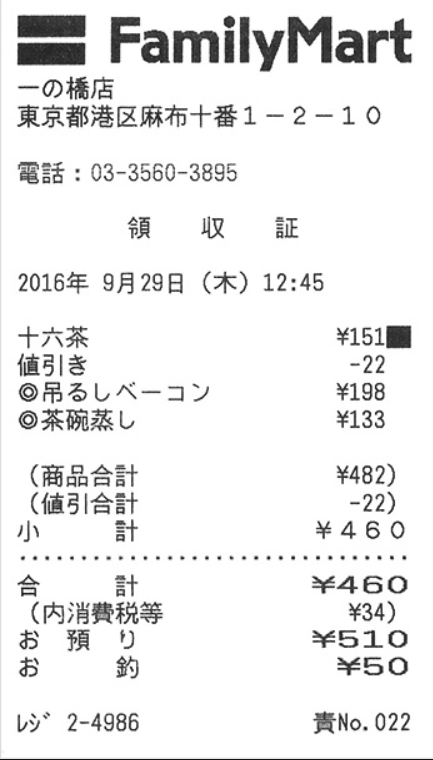 FamilyMart
一の橋店
東京都港区麻布十番1-2-10
電話：03-3560-3895
領 収 証
2016年 9月29日（木）12:45
十六茶 ¥151
値引き -22
◎吊るしベーコン ¥198
◎茶碗蒸し ¥133
（商品合計 ¥482）
（値引合計 -22）
小 計 ¥460
合 計 ¥460
（内消費税等 ¥34）
お 預 り ¥510
お 釣 ¥50
レジ 2-4986 責No.022